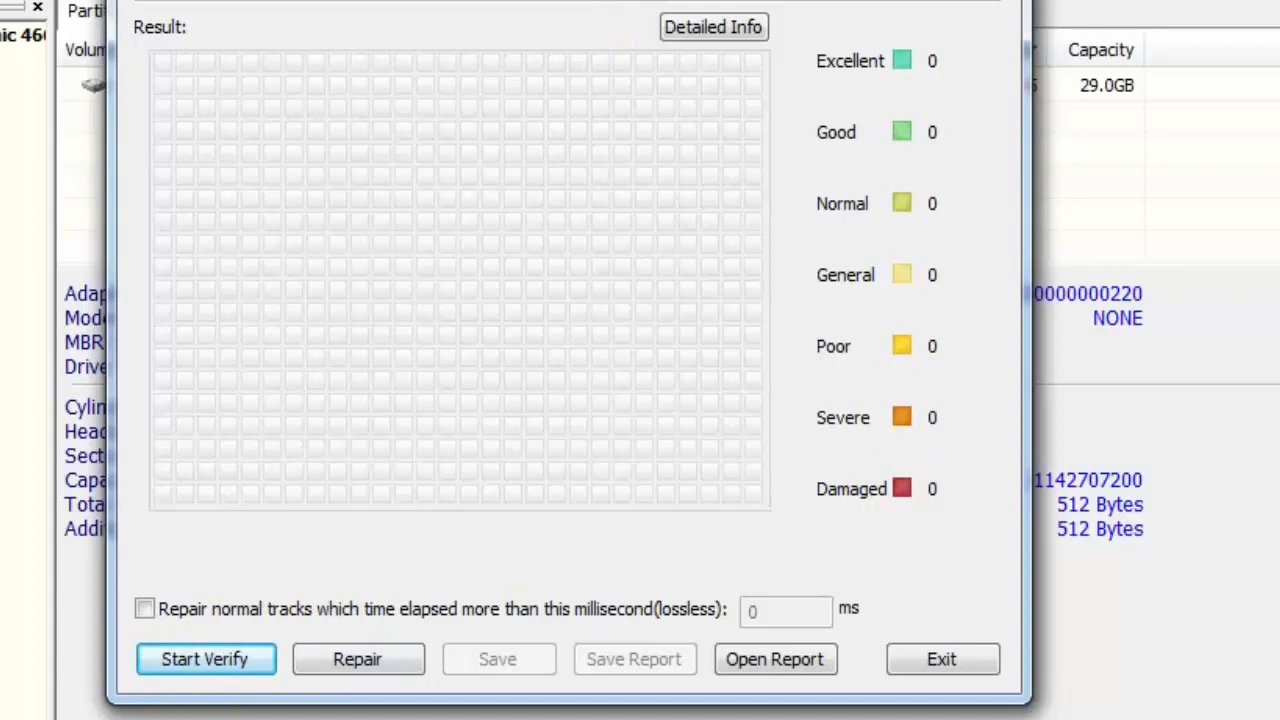 Parti
nic 46
Volum
Capacity
29.0GB
Result:
Detailed Info
Excellent 0
Good 0
Normal 0
General 0
Poor 0
Severe 0
Damaged 0
Adap
Mode
MBR
Drive
0000000220
NONE
Cylin
Head
Secto
Capa
Tota
Addi
1142707200
512 Bytes
512 Bytes
Repair normal tracks which time elapsed more than this millisecond(lossless): 0 ms
Start Verify Repair Save Save Report Open Report Exit